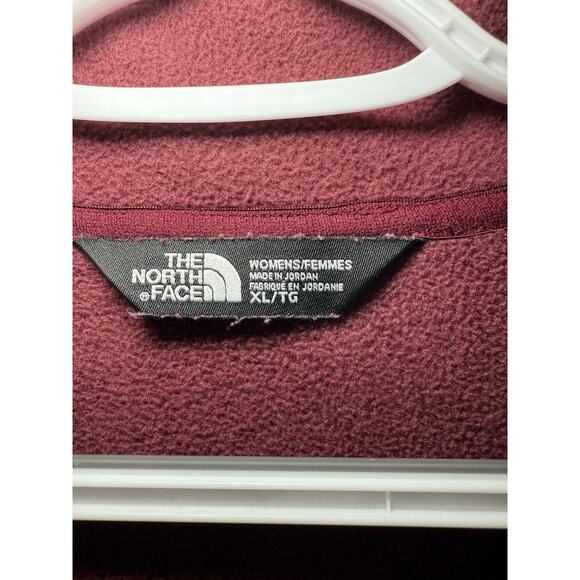 THE
NORTH
®FACE
WOMENS/FEMMES
MADE IN JORDAN
FABRIQUÉ EN JORDANIE
XL/TG